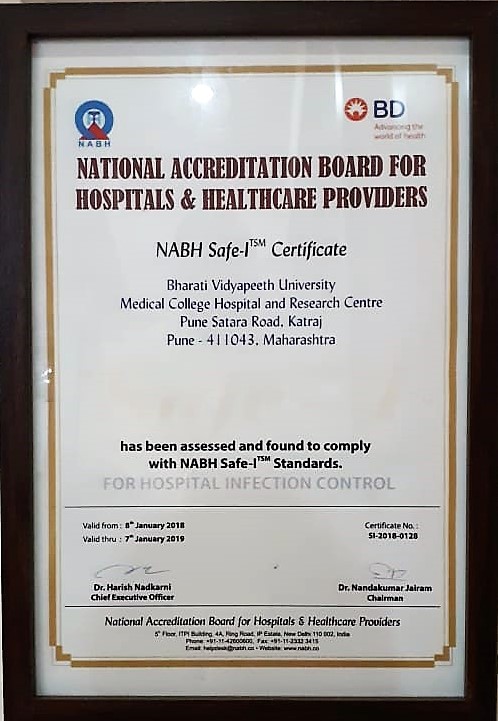 NABH
BD
Advancing the
world of health
NATIONAL ACCREDITATION BOARD FOR
HOSPITALS & HEALTHCARE PROVIDERS
NABH Safe-I™ Certificate
Bharati Vidyapeeth University
Medical College Hospital and Research Centre
Pune Satara Road, Katraj
Pune - 411043, Maharashtra
has been assessed and found to comply
with NABH Safe-I™ Standards.
FOR HOSPITAL INFECTION CONTROL
Valid from : 8th January 2018
Certificate No. :
Valid thru : 7th January 2019
SI-2018-0128
Dr. Harish Nadkarni
Chief Executive Officer
Dr. Nandakumar Jairam
Chairman
National Accreditation Board for Hospitals & Healthcare Providers
5th Floor, ITPI Building, 4A, Ring Road, IP Estate, New Delhi 110 002, India
Phone: +91-11-42600600, Fax: +91-11-2332 3415
Email: helpdesk@nabh.co • Website: www.nabh.co